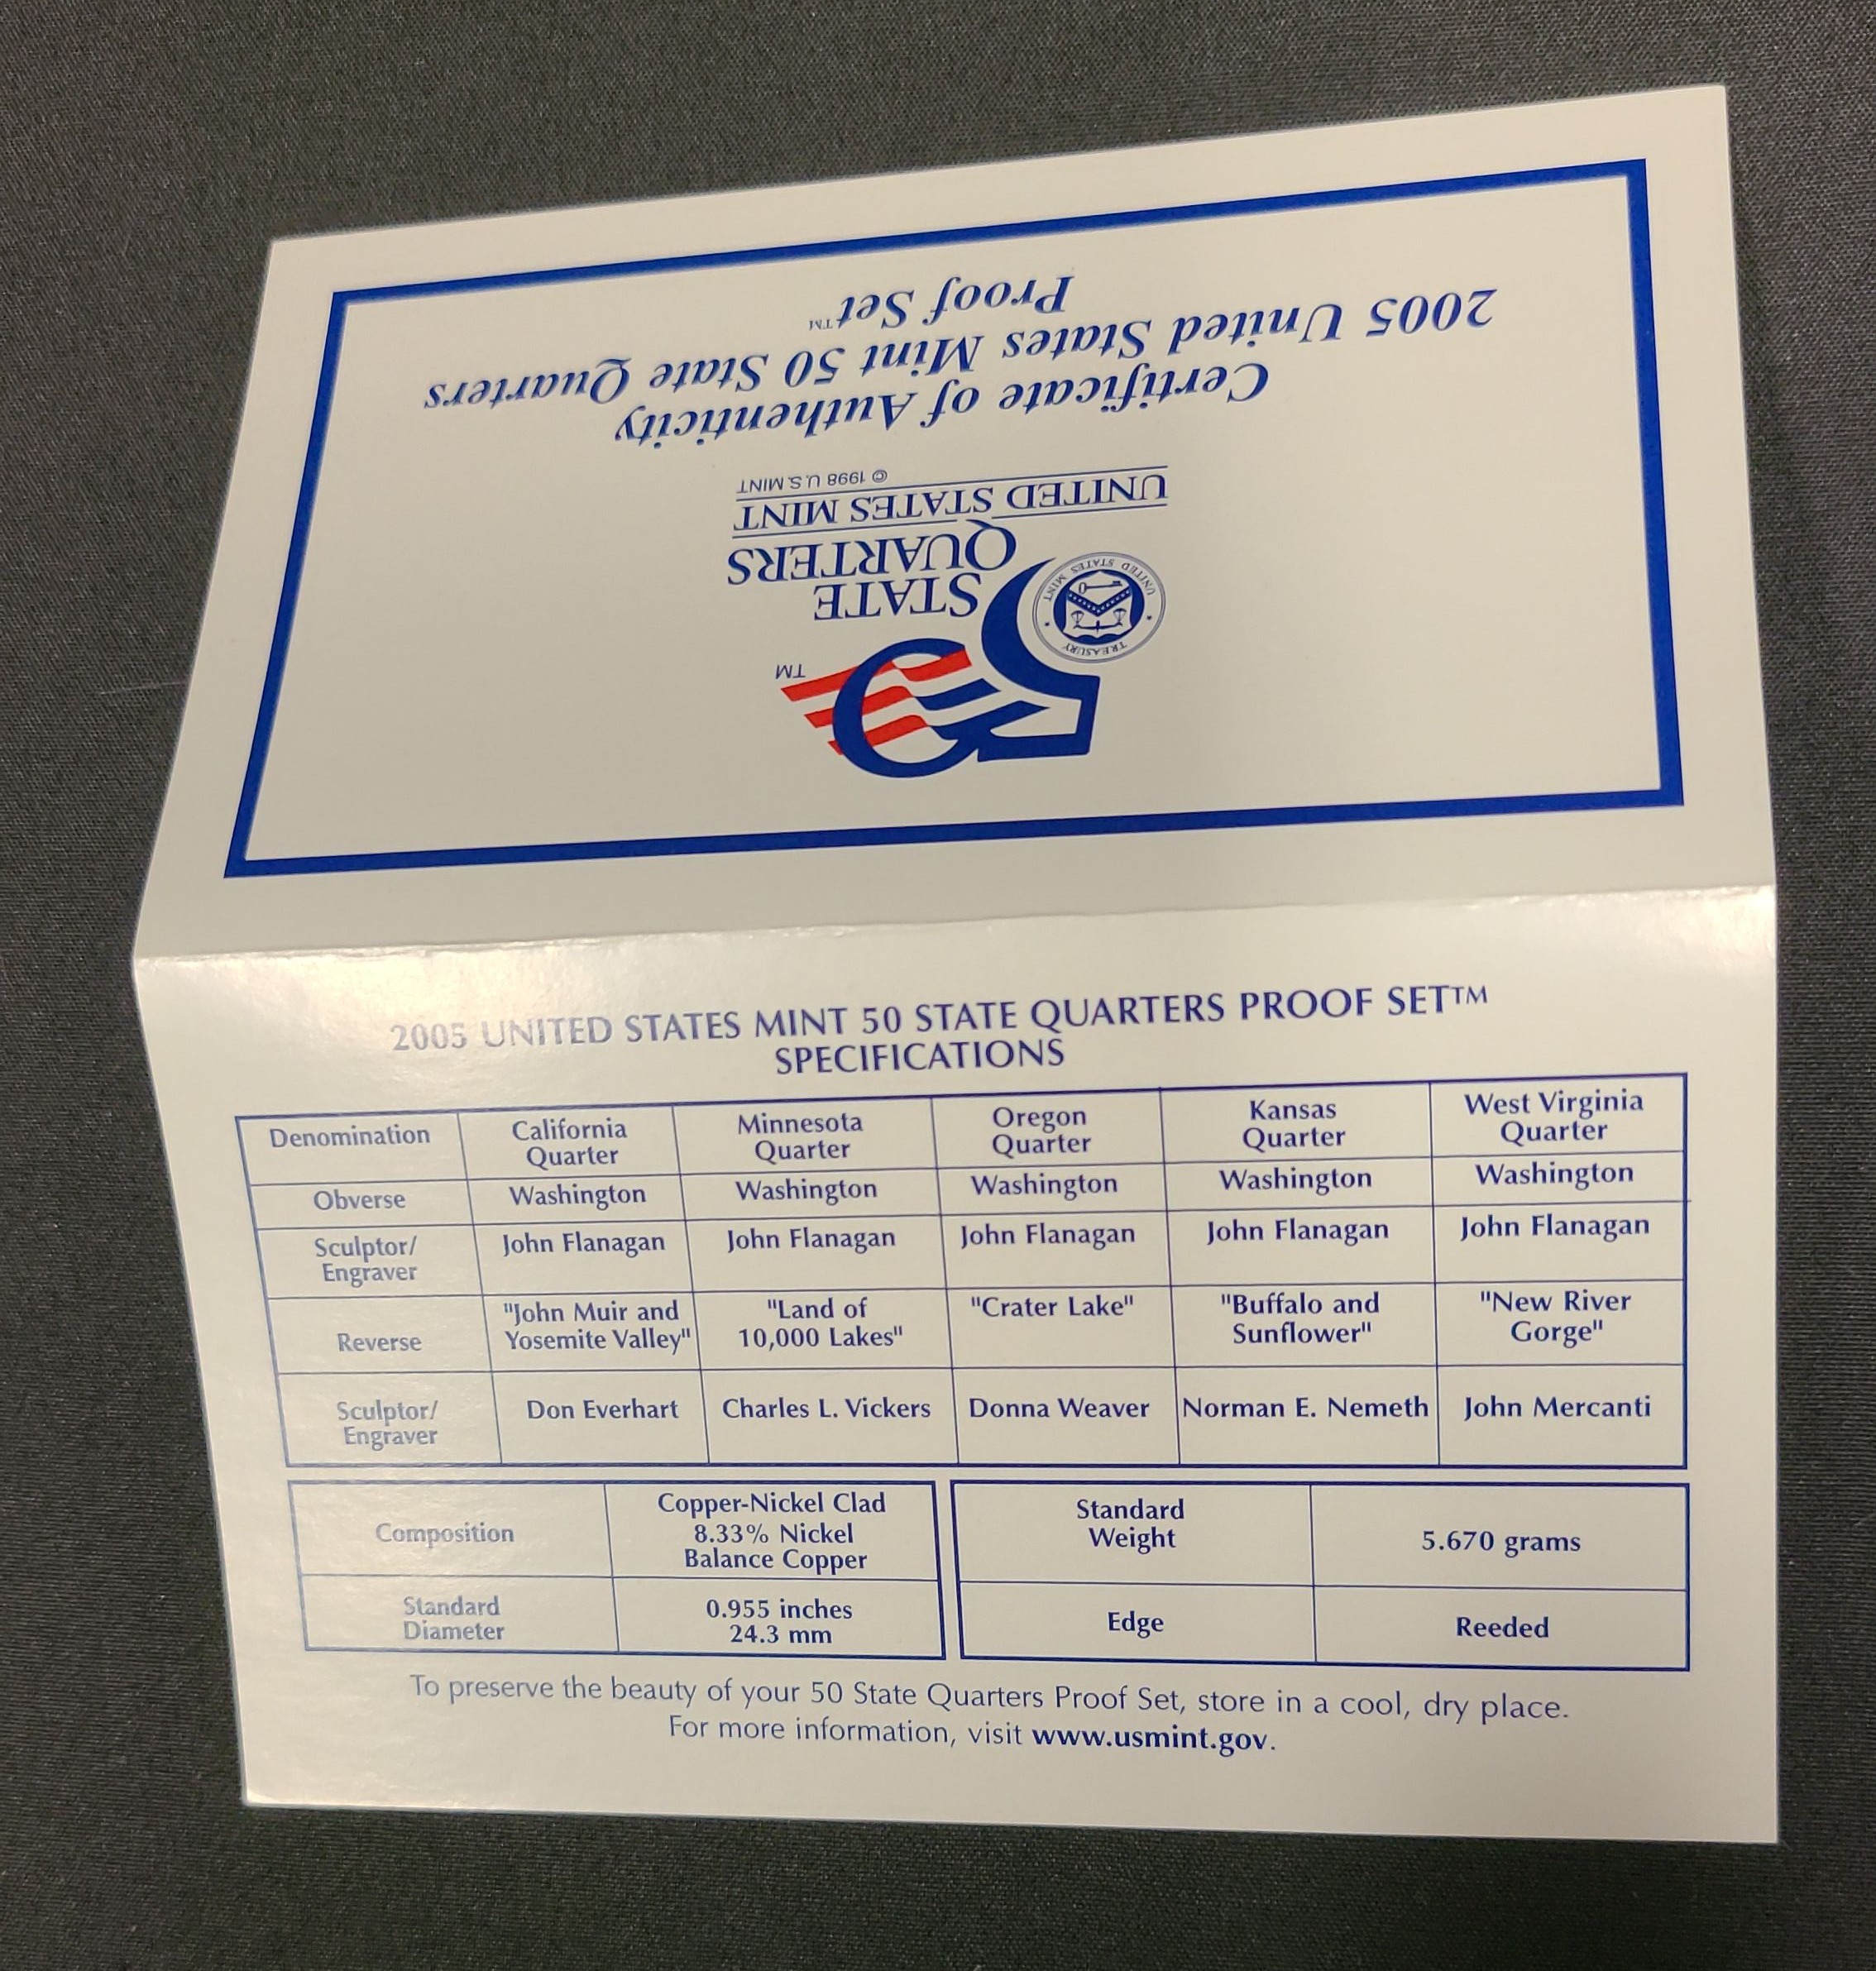 50
TM
STATE
QUARTERS
UNITED STATES MINT
© 1998 U.S. MINT
TREASURY
UNITED STATES MINT
Certificate of Authenticity
2005 United States Mint 50 State Quarters
Proof Set™
2005 UNITED STATES MINT 50 STATE QUARTERS PROOF SET™
SPECIFICATIONS
Denomination
California
Quarter
Minnesota
Quarter
Oregon
Quarter
Kansas
Quarter
West Virginia
Quarter
Obverse
Washington
Washington
Washington
Washington
Washington
Sculptor/
Engraver
John Flanagan
John Flanagan
John Flanagan
John Flanagan
John Flanagan
Reverse
"John Muir and
Yosemite Valley"
"Land of
10,000 Lakes"
"Crater Lake"
"Buffalo and
Sunflower"
"New River
Gorge"
Sculptor/
Engraver
Don Everhart
Charles L. Vickers
Donna Weaver
Norman E. Nemeth
John Mercanti
Composition
Copper-Nickel Clad
8.33% Nickel
Balance Copper
Standard
Weight
5.670 grams
Standard
Diameter
0.955 inches
24.3 mm
Edge
Reeded
To preserve the beauty of your 50 State Quarters Proof Set, store in a cool, dry place.
For more information, visit www.usmint.gov.